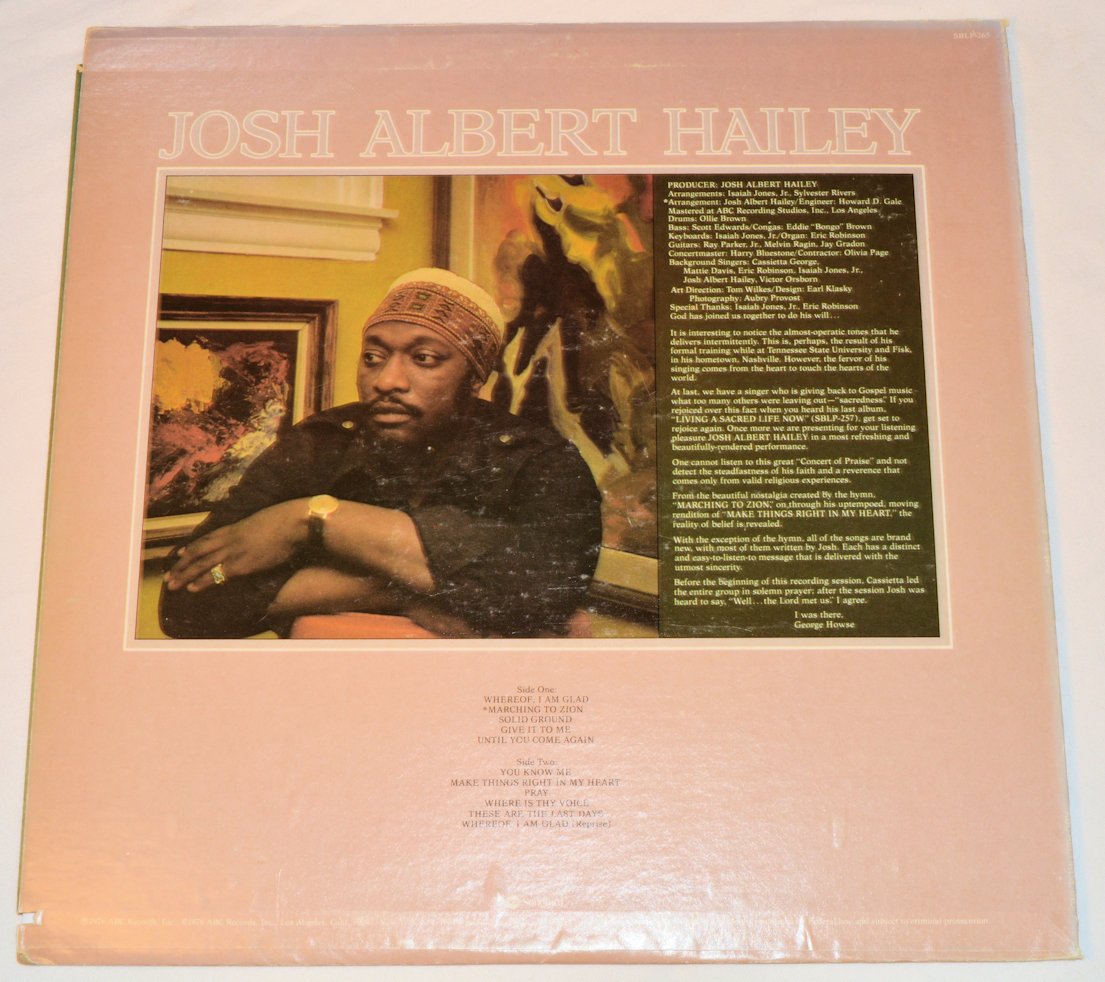 SBLP-265
JOSH ALBERT HAILEY
PRODUCER: JOSH ALBERT HAILEY
Arrangements: Isaiah Jones, Jr., Sylvester Rivers
*Arrangement: Josh Albert Hailey/Engineer: Howard D. Gale
Mastered at ABC Recording Studios, Inc., Los Angeles
Drums: Ollie Brown
Bass: Scott Edwards/Congas: Eddie "Bongo" Brown
Keyboards: Isaiah Jones, Jr./Organ: Eric Robinson
Guitars: Ray Parker, Jr., Melvin Ragin, Jay Gradon
Concertmaster: Harry Bluestone/Contractor: Olivia Page
Background Singers: Cassietta George,
Mattie Davis, Eric Robinson, Isaiah Jones, Jr.,
Josh Albert Hailey, Victor Orsborn
Art Direction: Tom Wilkes/Design: Earl Klasky
Photography: Aubry Provost
Special Thanks: Isaiah Jones, Jr., Eric Robinson
God has joined us together to do his will...
It is interesting to notice the almost-operatic tones that he
delivers intermittently. This is, perhaps, the result of his
formal training while at Tennessee State University and Fisk,
in his hometown, Nashville. However, the fervor of his
singing comes from the heart to touch the hearts of the
world.
At last, we have a singer who is giving back to Gospel music
what too many others were leaving out—"sacredness." If you
rejoiced over this fact when you heard his last album,
"LIVING A SACRED LIFE NOW" (SBLP-257), get set to
rejoice again. Once more we are presenting for your listening
pleasure JOSH ALBERT HAILEY in a most refreshing and
beautifully-rendered performance.
One cannot listen to this great "Concert of Praise" and not
detect the steadfastness of his faith and a reverence that
comes only from valid religious experiences.
From the beautiful nostalgia created by the hymn,
"MARCHING TO ZION," on through his uptempoed, moving
rendition of "MAKE THINGS RIGHT IN MY HEART," the
reality of belief is revealed.
With the exception of the hymn, all of the songs are brand
new, with most of them written by Josh. Each has a distinct
and easy-to-listen-to message that is delivered with the
utmost sincerity.
Before the beginning of this recording session, Cassietta led
the entire group in solemn prayer; after the session Josh was
heard to say, "Well...the Lord met us." I agree.
I was there,
George Howse
Side One:
WHEREOF, I AM GLAD
*MARCHING TO ZION
SOLID GROUND
GIVE IT TO ME
UNTIL YOU COME AGAIN
Side Two:
YOU KNOW ME
MAKE THINGS RIGHT IN MY HEART
PRAY
WHERE IS THY VOICE
THESE ARE THE LAST DAYS
WHEREOF, I AM GLAD (Reprise)
ABC Records, Inc., ABC Records, Inc., Los Angeles, Calif. federal law and subject to criminal prosecution